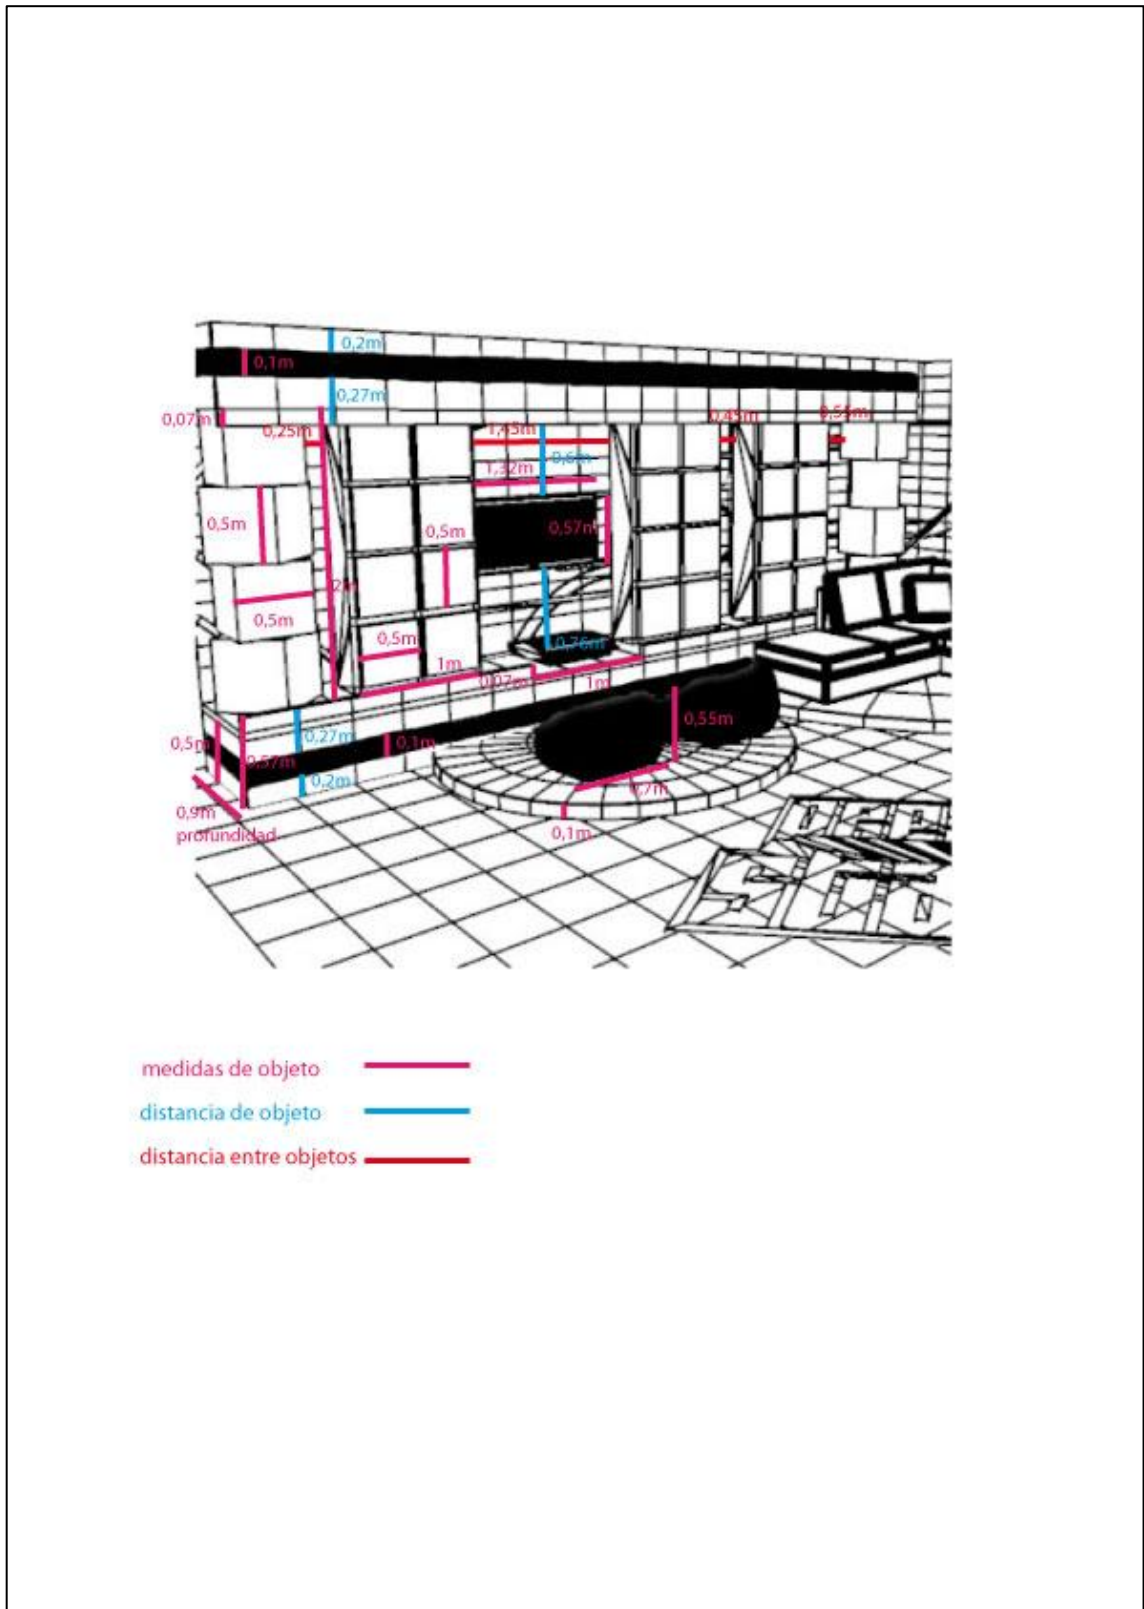 0,2m
0,1m
0,27m
0,07m
0,25m
1,45m
0,45m
0,55m
0,6m
1,32m
0,5m
0,5m
0,57m
2m
0,5m
0,5m
0,76m
1m
0,07m
1m
0,55m
0,5m
0,27m
0,1m
0,57m
0,2m
0,7m
0,9m
profundidad
0,1m
medidas de objeto
distancia de objeto
distancia entre objetos